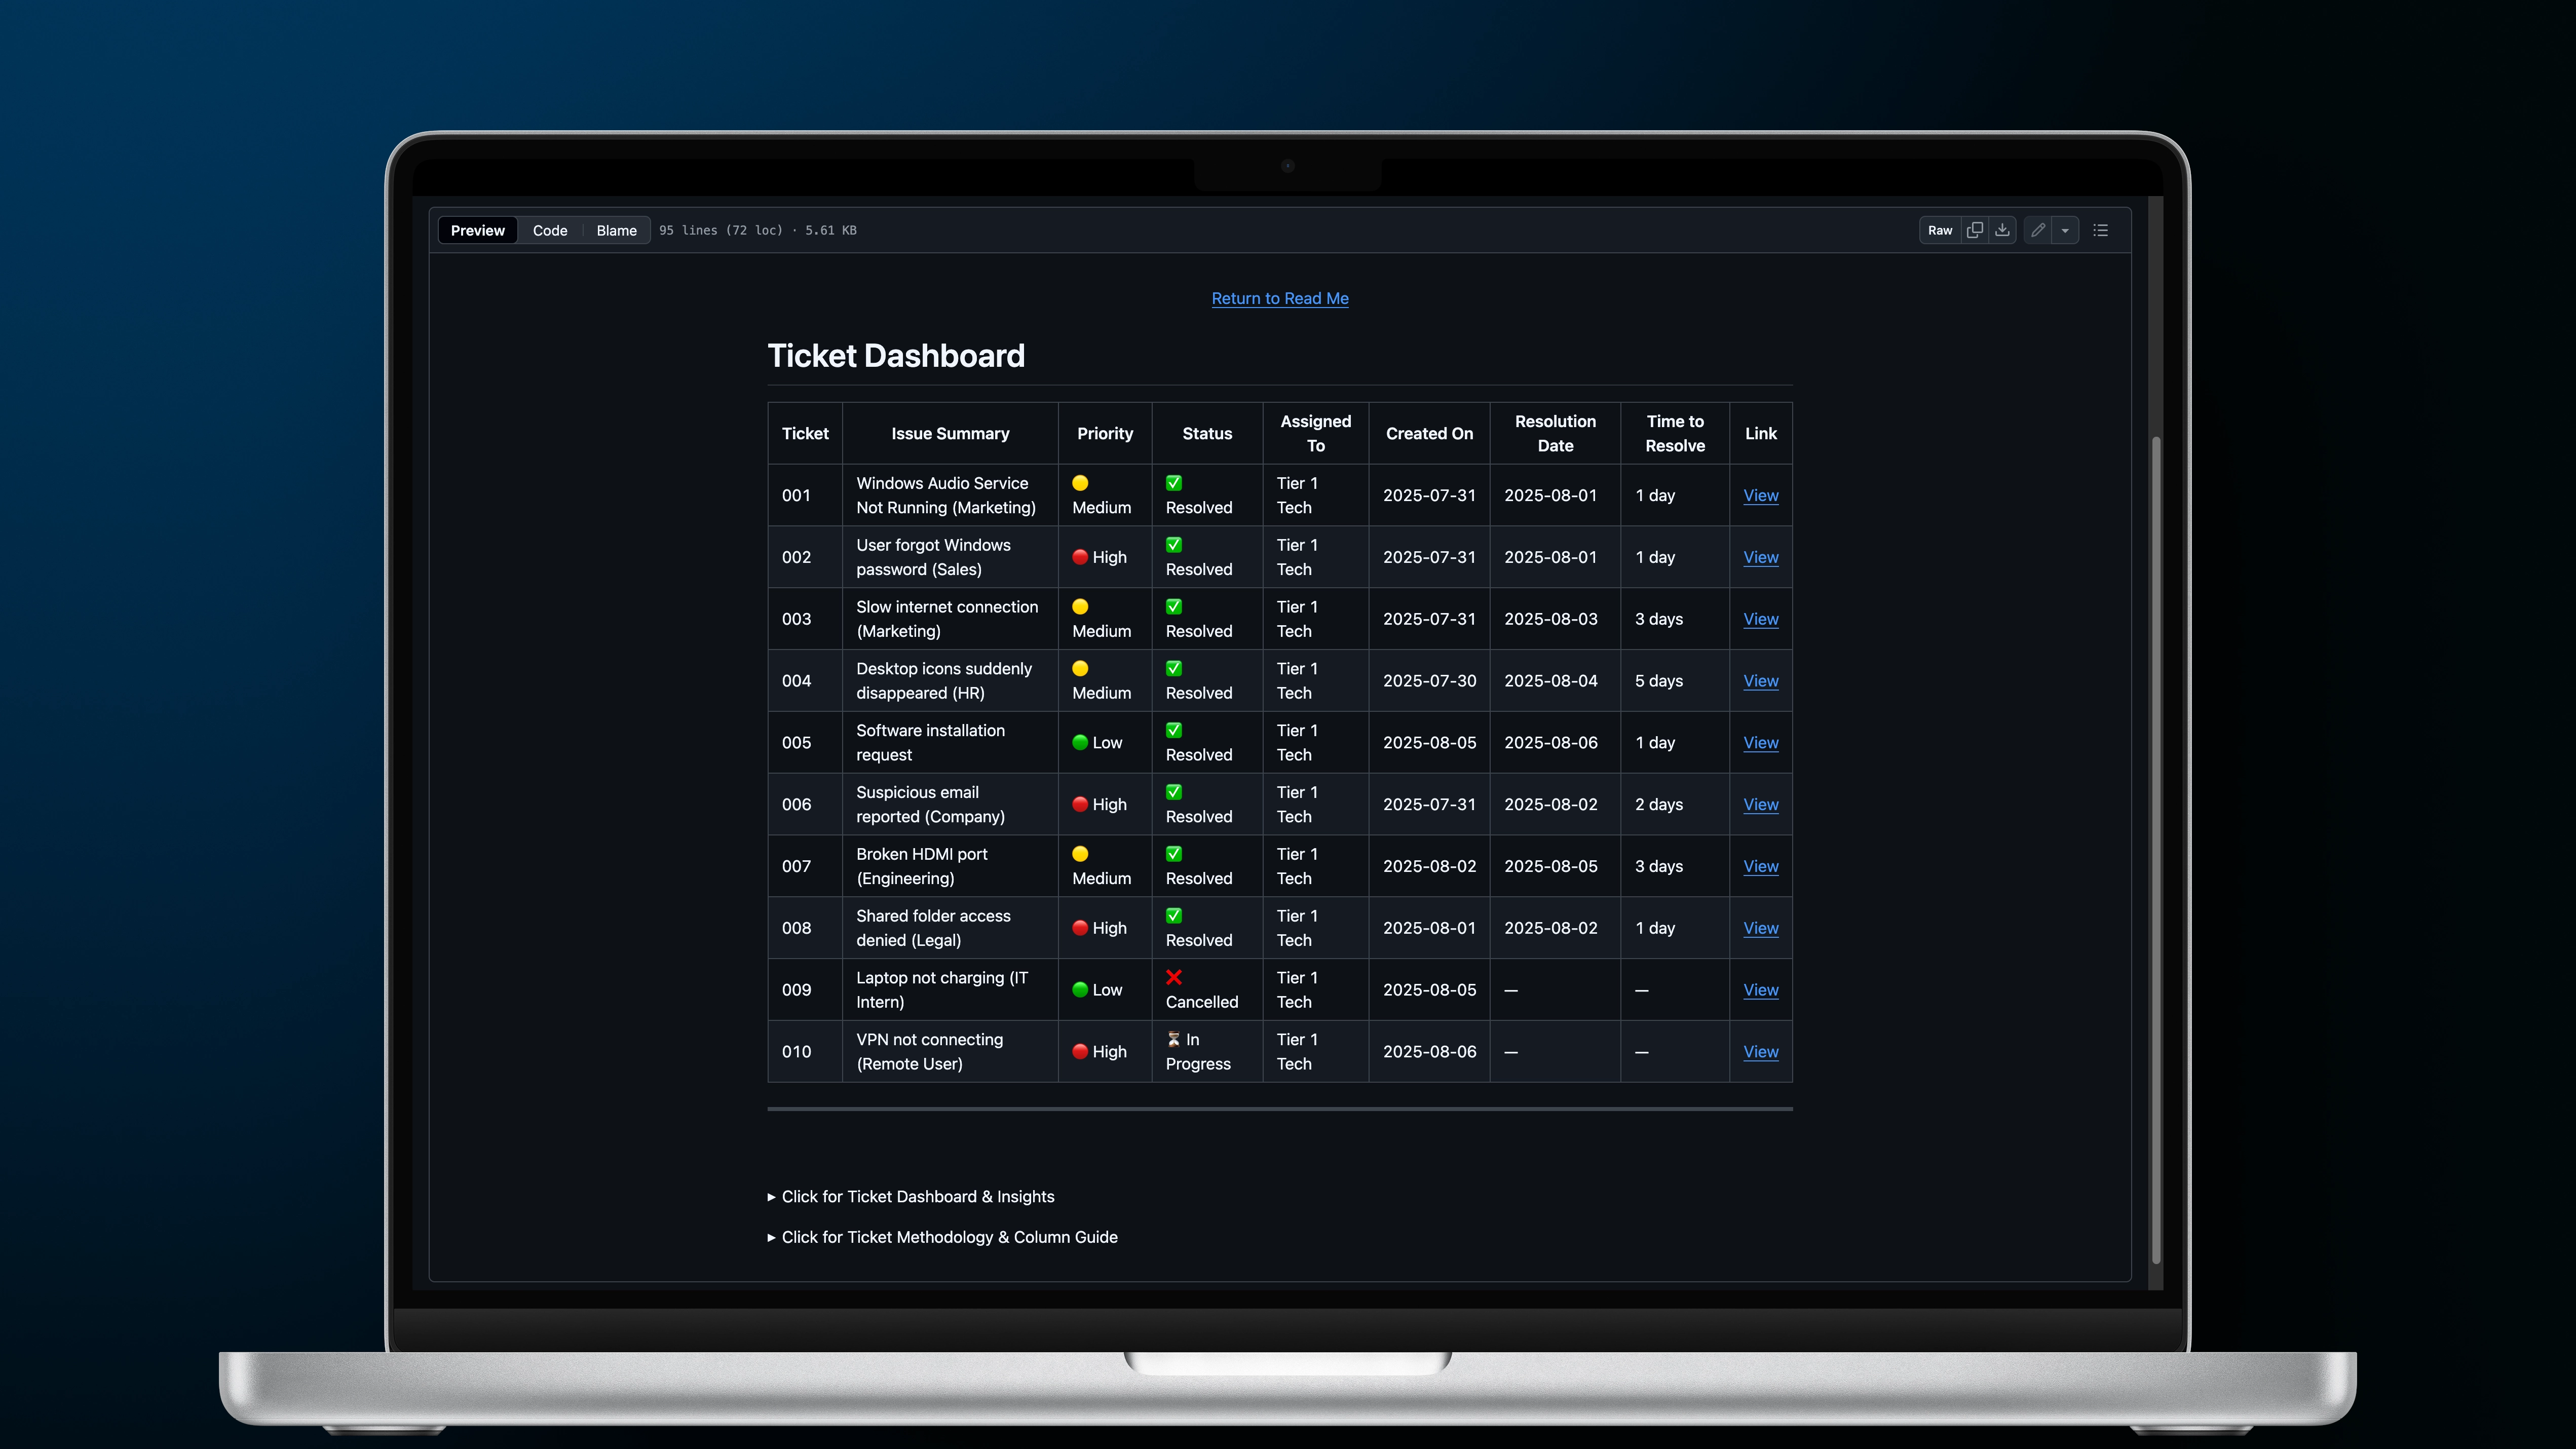 Preview Code Blame 95 lines (72 loc) · 5.61 KB Raw
Return to Read Me
Ticket Dashboard
Ticket Issue Summary Priority Status Assigned To Created On Resolution Date Time to Resolve Link
001 Windows Audio Service Not Running (Marketing) 🟡 Medium ✅ Resolved Tier 1 Tech 2025-07-31 2025-08-01 1 day View
002 User forgot Windows password (Sales) 🔴 High ✅ Resolved Tier 1 Tech 2025-07-31 2025-08-01 1 day View
003 Slow internet connection (Marketing) 🟡 Medium ✅ Resolved Tier 1 Tech 2025-07-31 2025-08-03 3 days View
004 Desktop icons suddenly disappeared (HR) 🟡 Medium ✅ Resolved Tier 1 Tech 2025-07-30 2025-08-04 5 days View
005 Software installation request 🟢 Low ✅ Resolved Tier 1 Tech 2025-08-05 2025-08-06 1 day View
006 Suspicious email reported (Company) 🔴 High ✅ Resolved Tier 1 Tech 2025-07-31 2025-08-02 2 days View
007 Broken HDMI port (Engineering) 🟡 Medium ✅ Resolved Tier 1 Tech 2025-08-02 2025-08-05 3 days View
008 Shared folder access denied (Legal) 🔴 High ✅ Resolved Tier 1 Tech 2025-08-01 2025-08-02 1 day View
009 Laptop not charging (IT Intern) 🟢 Low ❌ Cancelled Tier 1 Tech 2025-08-05 — — View
010 VPN not connecting (Remote User) 🔴 High ⏳ In Progress Tier 1 Tech 2025-08-06 — — View
▶ Click for Ticket Dashboard & Insights
▶ Click for Ticket Methodology & Column Guide